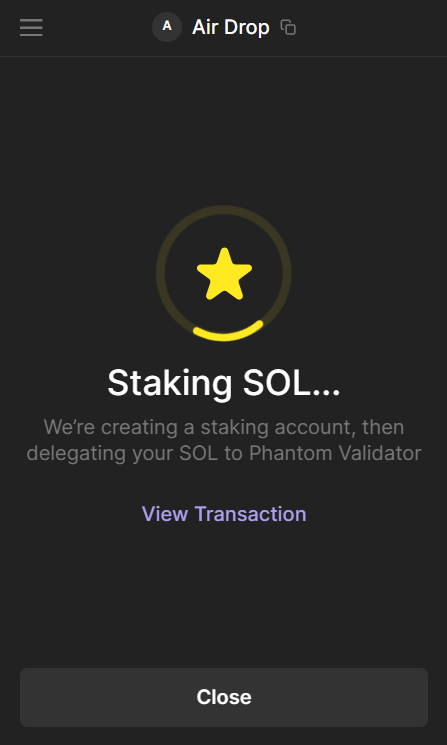 A Air Drop
Staking SOL...
We’re creating a staking account, then
delegating your SOL to Phantom Validator
View Transaction
Close